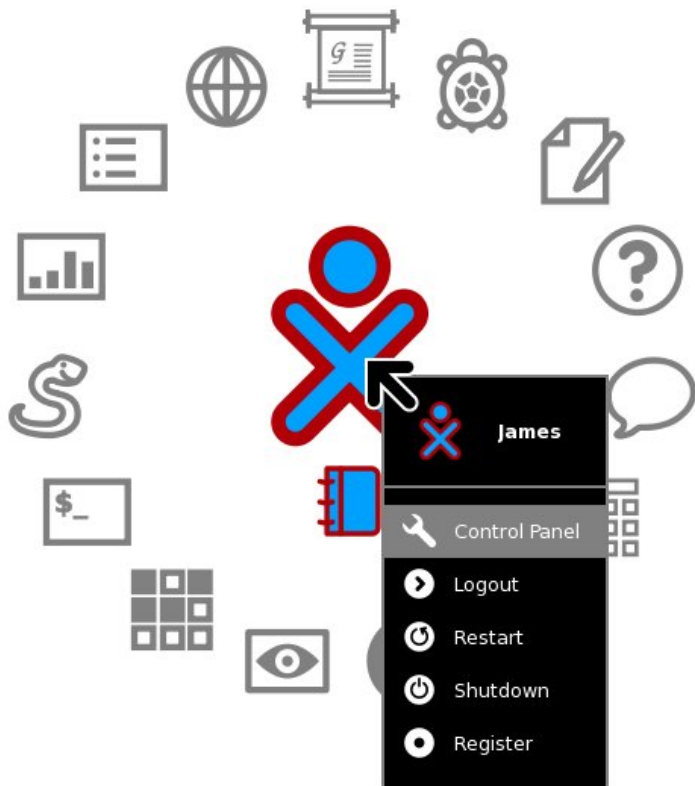 G
?
James
$_
Control Panel
Logout
Restart
Shutdown
Register